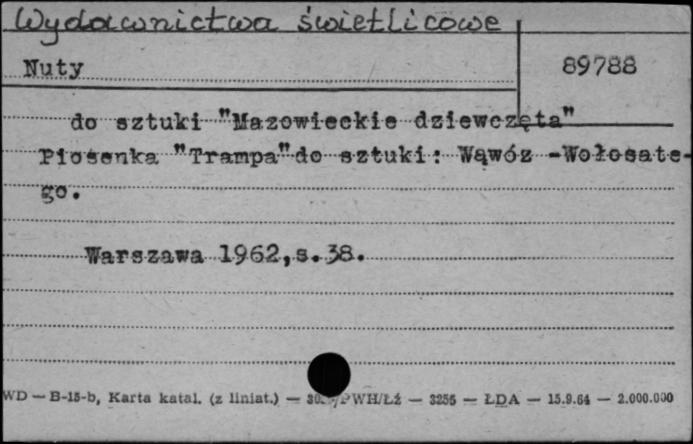 Wydawnictwa świetlicowe
Nuty 89788
do sztuki "Mazowieckie dziewczęta"
Piosenka "Trampa" do sztuki: Wąwóz -Wołosate-
go.
Warszawa 1962, s. 38.
WD — B-15-b, Karta katal. (z liniat.) — PWH/Łź — 3255 — ŁDA — 15.9.64 — 2.000.000